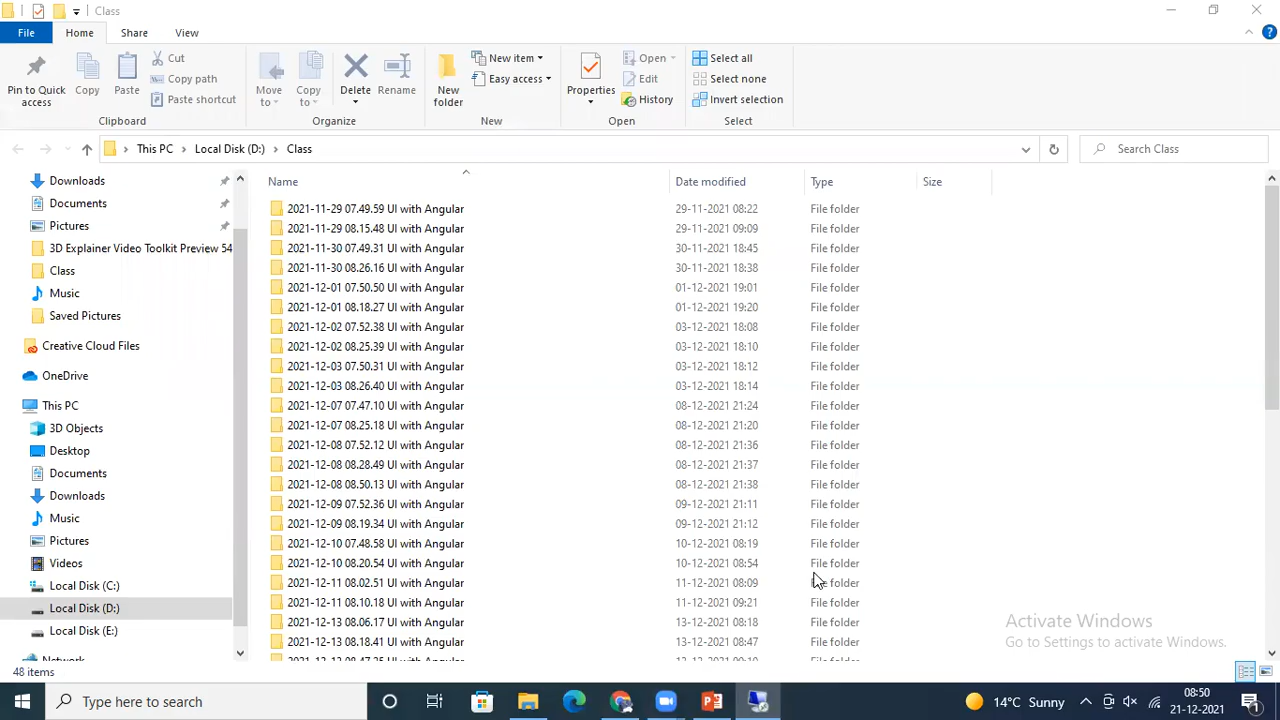 Class
File Home Share View
Pin to Quick access
Copy
Paste
Cut
Copy path
Paste shortcut
Clipboard
Move to
Copy to
Delete
Rename
Organize
New folder
New item
Easy access
New
Properties
Open
Edit
History
Open
Select all
Select none
Invert selection
Select
This PC > Local Disk (D:) > Class
Search Class
Downloads
Documents
Pictures
3D Explainer Video Toolkit Preview 54
Class
Music
Saved Pictures
Creative Cloud Files
OneDrive
This PC
3D Objects
Desktop
Documents
Downloads
Music
Pictures
Videos
Local Disk (C:)
Local Disk (D:)
Local Disk (E:)
Network
Name Date modified Type Size
2021-11-29 07.49.59 UI with Angular 29-11-2021 08:22 File folder
2021-11-29 08.15.48 UI with Angular 29-11-2021 09:09 File folder
2021-11-30 07.49.31 UI with Angular 30-11-2021 18:45 File folder
2021-11-30 08.26.16 UI with Angular 30-11-2021 18:38 File folder
2021-12-01 07.50.50 UI with Angular 01-12-2021 19:01 File folder
2021-12-01 08.18.27 UI with Angular 01-12-2021 19:20 File folder
2021-12-02 07.52.38 UI with Angular 03-12-2021 18:08 File folder
2021-12-02 08.25.39 UI with Angular 03-12-2021 18:10 File folder
2021-12-03 07.50.31 UI with Angular 03-12-2021 18:12 File folder
2021-12-03 08.26.40 UI with Angular 03-12-2021 18:14 File folder
2021-12-07 07.47.10 UI with Angular 08-12-2021 21:24 File folder
2021-12-07 08.25.18 UI with Angular 08-12-2021 21:20 File folder
2021-12-08 07.52.12 UI with Angular 08-12-2021 21:36 File folder
2021-12-08 08.28.49 UI with Angular 08-12-2021 21:37 File folder
2021-12-08 08.50.13 UI with Angular 08-12-2021 21:38 File folder
2021-12-09 07.52.36 UI with Angular 09-12-2021 21:11 File folder
2021-12-09 08.19.34 UI with Angular 09-12-2021 21:12 File folder
2021-12-10 07.48.58 UI with Angular 10-12-2021 08:19 File folder
2021-12-10 08.20.54 UI with Angular 10-12-2021 08:54 File folder
2021-12-11 08.02.51 UI with Angular 11-12-2021 08:09 File folder
2021-12-11 08.10.18 UI with Angular 11-12-2021 09:21 File folder
2021-12-13 08.06.17 UI with Angular 13-12-2021 08:18 File folder
2021-12-13 08.18.41 UI with Angular 13-12-2021 08:47 File folder
Activate Windows
Go to Settings to activate Windows.
48 items
Type here to search
14°C Sunny
08:50
21-12-2021
1